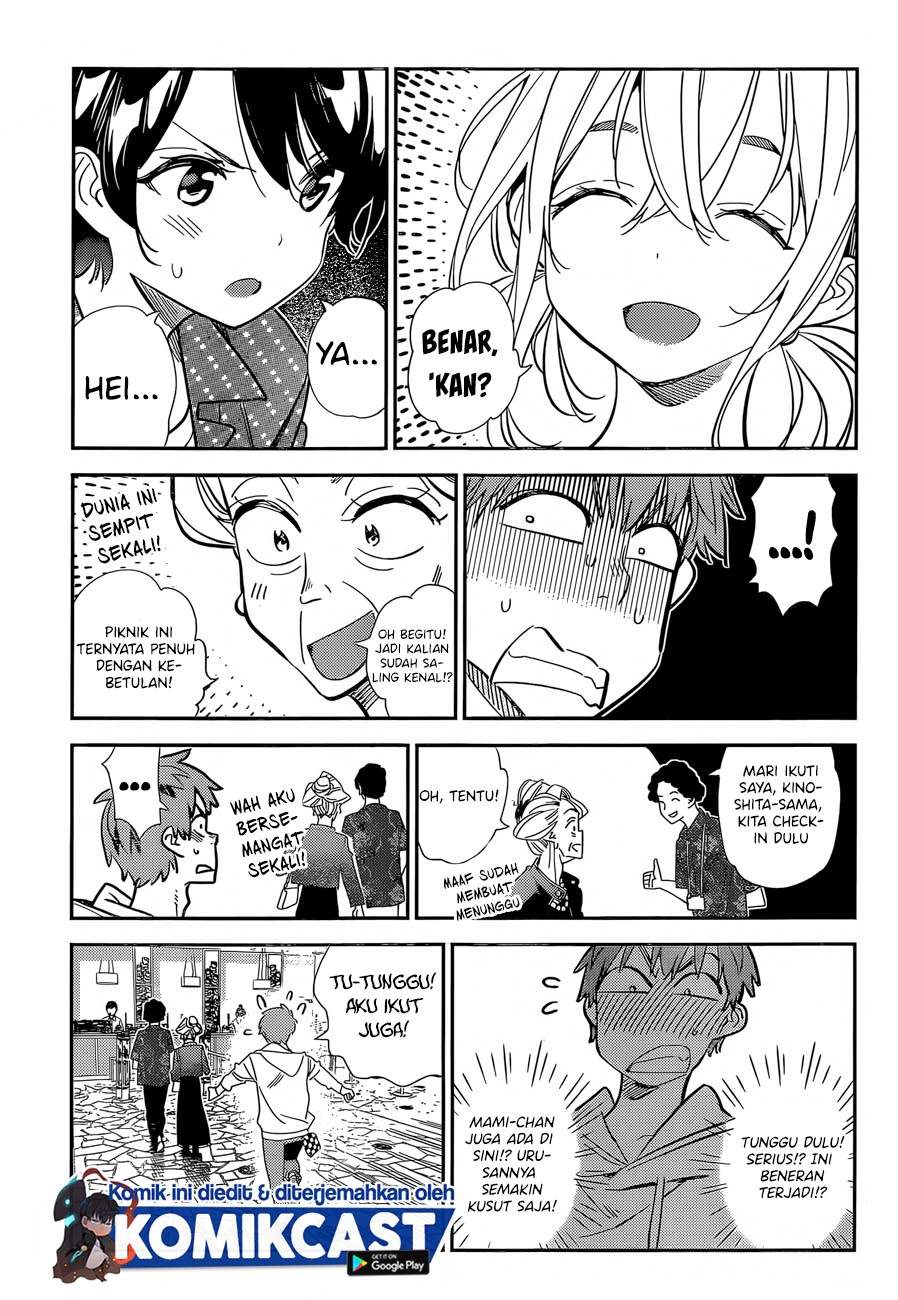 BENAR,
'KAN?
YA...
HEI...
....!
OH BEGITU!
JADI KALIAN
SUDAH SA-
LING KENAL!?
DUNIA INI
SEMPIT
SEKALI!
PIKNIK INI
TERNYATA PENUH
DENGAN KE-
BETULAN!
MARI IKUTI
SAYA, KINO-
SHITA-SAMA,
KITA CHECK-
IN DULU
OH, TENTU!
MAAF SUDAH
MEMBUAT
MENUNGGU
WAH AKU
BERSE-
MANGAT
SEKALI!
...
TUNGGU DULU!
SERIUS!? INI
BENERAN
TERJADI!?
MAMI-CHAN
JUGA ADA DI
SINI!? URU-
SANNYA
SEMAKIN
KUSUT SAJA!
TU-TUNGGU!
AKU IKUT
JUGA!
Komik ini diedit & diterjemahkan oleh
KOMIKCAST
GET IT ON
Google Play